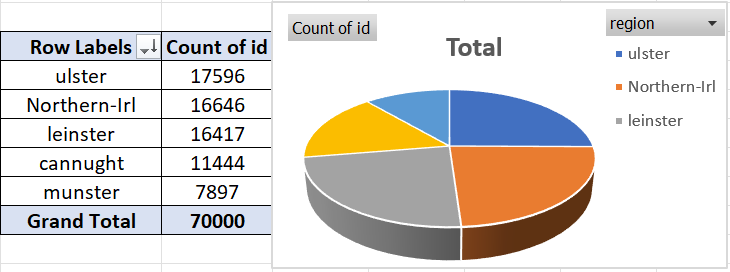 Row Labels Count of id
ulster 17596
Northern-Irl 16646
leinster 16417
cannught 11444
munster 7897
Grand Total 70000
Count of id
Total
region
ulster
Northern-Irl
leinster